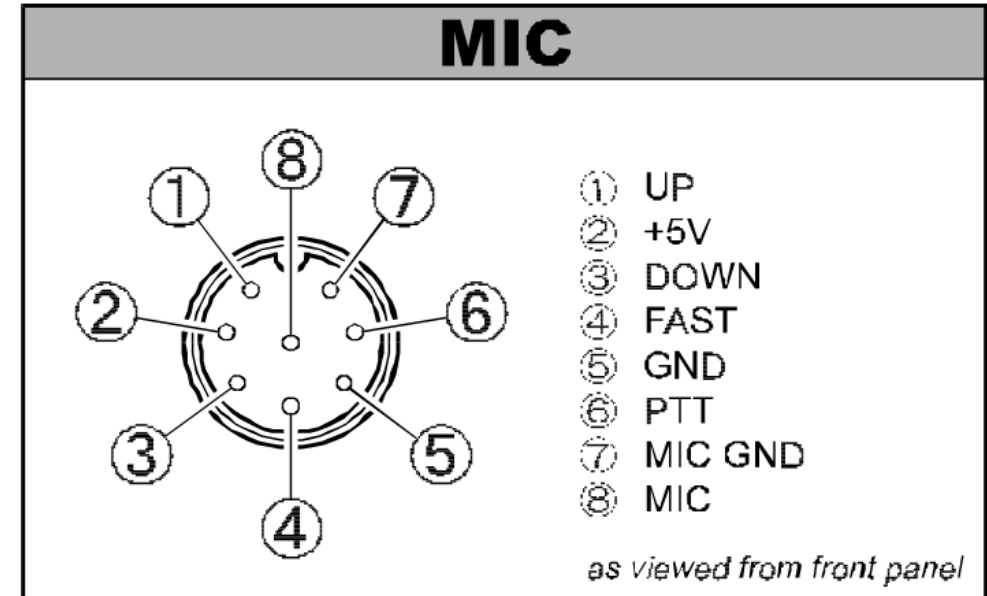 MIC
⑧
① ⑦
② ⑥
③ ⑤
④
① UP
② +5V
③ DOWN
④ FAST
⑤ GND
⑥ PTT
⑦ MIC GND
⑧ MIC
as viewed from front panel